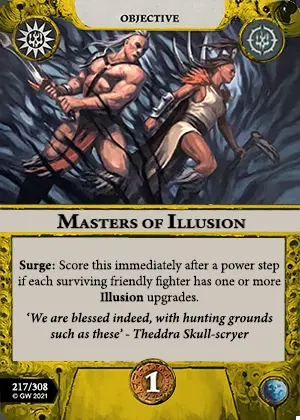 OBJECTIVE
MASTERS OF ILLUSION
Surge: Score this immediately after a power step
if each surviving friendly fighter has one or more
Illusion upgrades.
‘We are blessed indeed, with hunting grounds
such as these’ - Theddra Skull-scryer
217/308
© GW 2021
1